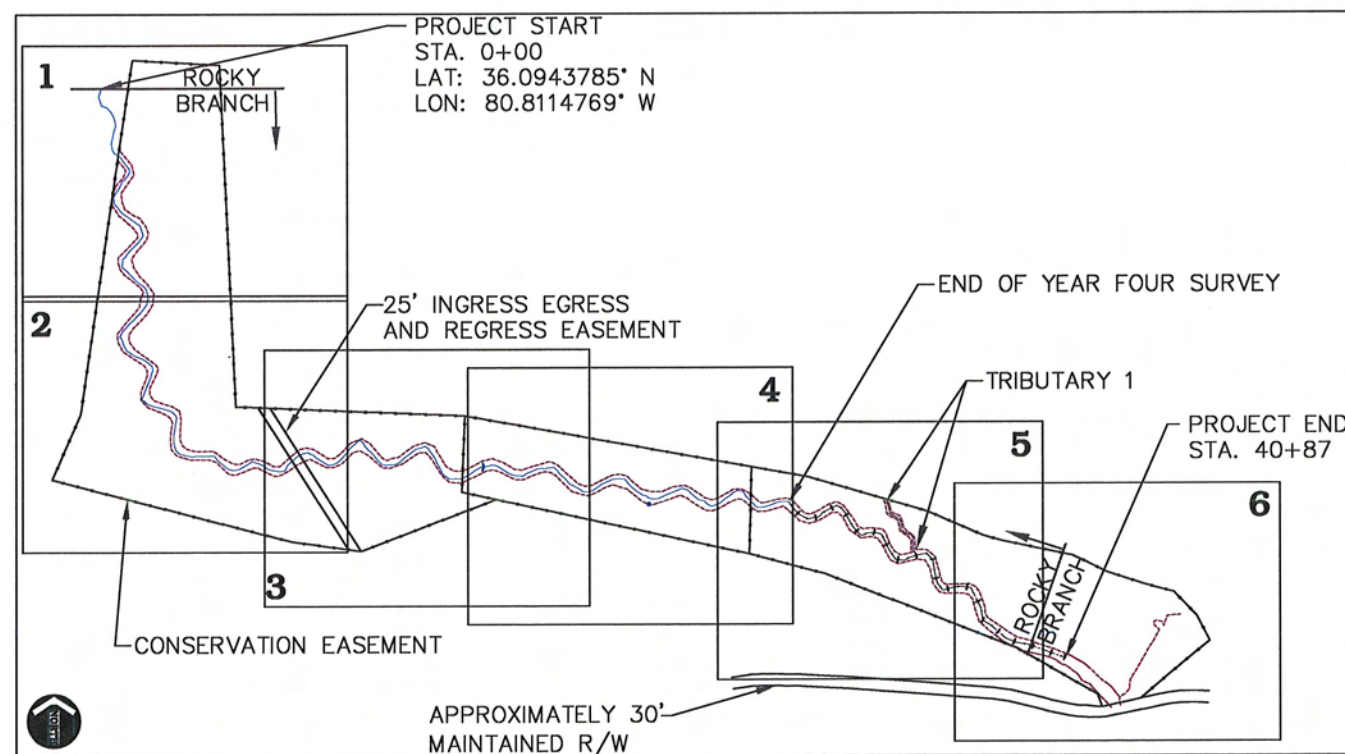 PROJECT START
STA. 0+00
LAT: 36.0943785° N
LON: 80.8114769° W
1
ROCKY
BRANCH
2
25' INGRESS EGRESS
AND REGRESS EASEMENT
END OF YEAR FOUR SURVEY
4
TRIBUTARY 1
5
PROJECT END
STA. 40+87
6
3
ROCKY
BRANCH
CONSERVATION EASEMENT
APPROXIMATELY 30'
MAINTAINED R/W
NORTH